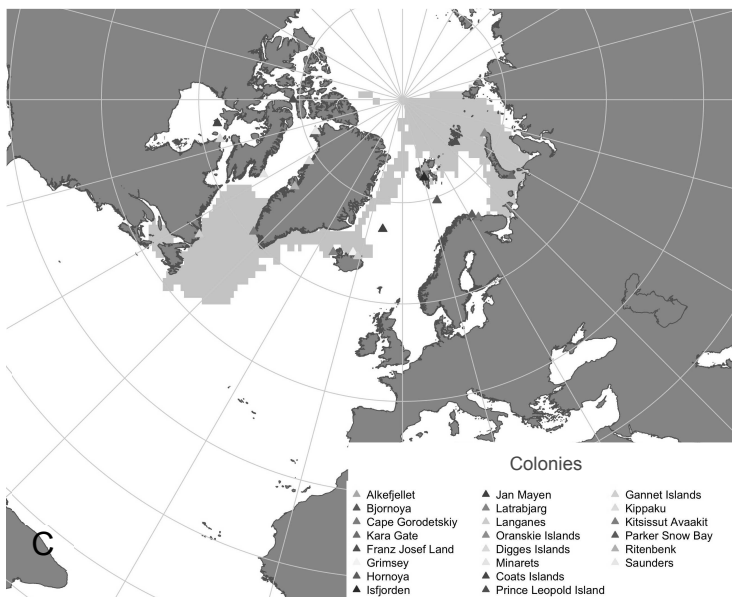 Colonies
Alkefjellet
Bjornoya
Cape Gorodetskiy
Kara Gate
Franz Josef Land
Grimsey
Hornoya
Isfjorden
Jan Mayen
Latrabjarg
Langanes
Oranskie Islands
Digges Islands
Minarets
Coats Islands
Prince Leopold Island
Gannet Islands
Kippaku
Kitsissut Avaakit
Parker Snow Bay
Ritenbenk
Saunders
C